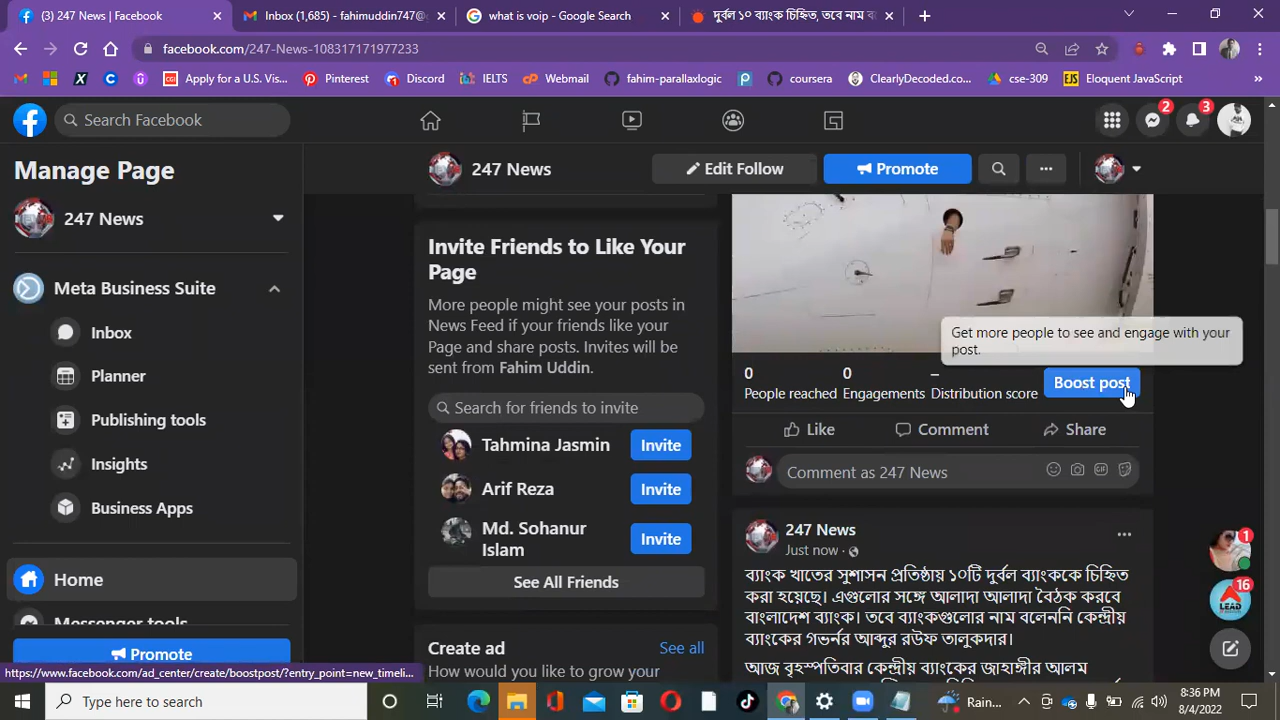 (3) 247 News | Facebook
Inbox (1,685) - fahimuddin747@g
what is voip - Google Search
দুর্বল ১০ ব্যাংক চিহ্নিত, তবে নাম ব
facebook.com/247-News-108317171977233
Apply for a U.S. Vis...
Pinterest
Discord
IELTS
Webmail
fahim-parallaxlogic
coursera
ClearlyDecoded.co...
cse-309
Eloquent JavaScript
Search Facebook
2
3
Manage Page
247 News
Edit Follow
Promote
247 News
Meta Business Suite
Inbox
Planner
Publishing tools
Insights
Business Apps
Home
Messenger tools
Promote
Invite Friends to Like Your
Page
More people might see your posts in
News Feed if your friends like your
Page and share posts. Invites will be
sent from Fahim Uddin.
Search for friends to invite
Tahmina Jasmin
Invite
Arif Reza
Invite
Md. Sohanur
Islam
Invite
See All Friends
Create ad
See all
How would you like to grow your
Get more people to see and engage with your
post.
0
0
–
People reached
Engagements
Distribution score
Boost post
Like
Comment
Share
Comment as 247 News
GIF
247 News
Just now
ব্যাংক খাতের সুশাসন প্রতিষ্ঠায় ১০টি দুর্বল ব্যাংককে চিহ্নিত
করা হয়েছে। এগুলোর সঙ্গে আলাদা আলাদা বৈঠক করবে
বাংলাদেশ ব্যাংক। তবে ব্যাংকগুলোর নাম বলেননি কেন্দ্রীয়
ব্যাংকের গভর্নর আব্দুর রউফ তালুকদার।
আজ বৃহস্পতিবার কেন্দ্রীয় ব্যাংকের জাহাঙ্গীর আলম
1
16
LEAD
https://www.facebook.com/ad_center/create/boostpost/?entry_point=new_timeli...
Type here to search
Rain...
8:36 PM
8/4/2022